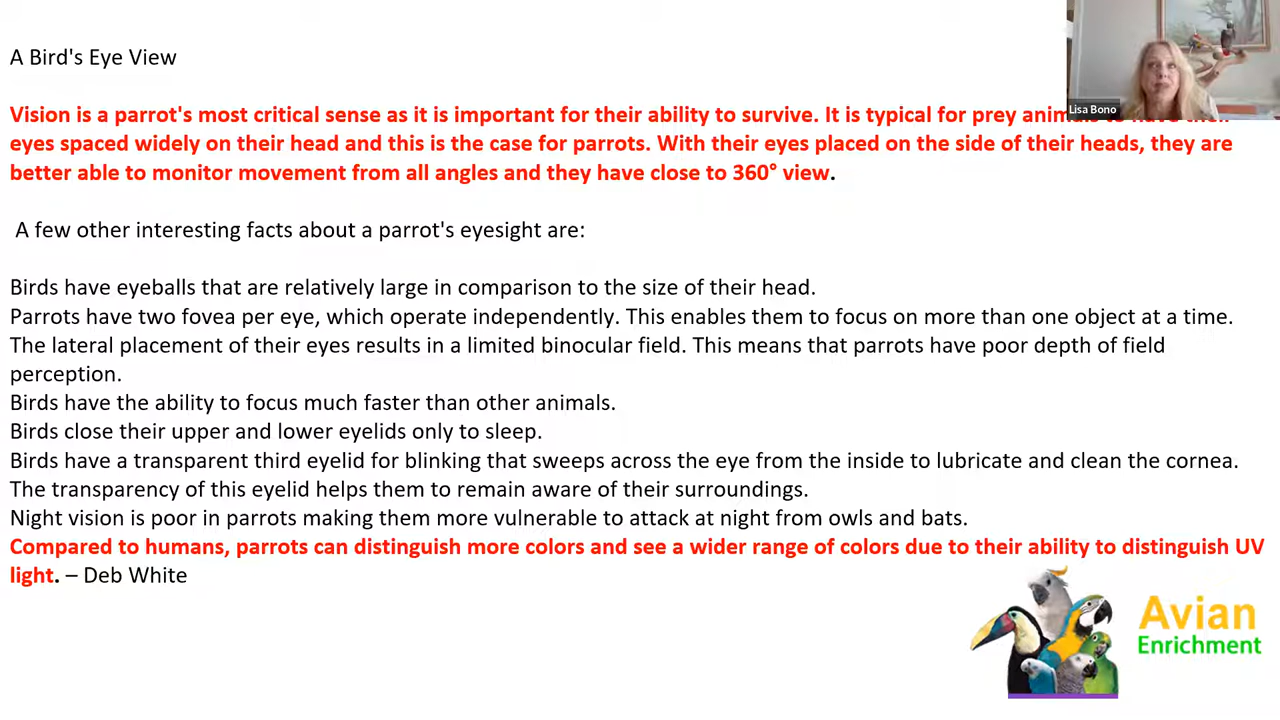 A Bird's Eye View
Lisa Bono
Vision is a parrot's most critical sense as it is important for their ability to survive. It is typical for prey
eyes spaced widely on their head and this is the case for parrots. With their eyes placed on the side of their heads, they are
better able to monitor movement from all angles and they have close to 360° view.
A few other interesting facts about a parrot's eyesight are:
Birds have eyeballs that are relatively large in comparison to the size of their head.
Parrots have two fovea per eye, which operate independently. This enables them to focus on more than one object at a time.
The lateral placement of their eyes results in a limited binocular field. This means that parrots have poor depth of field
perception.
Birds have the ability to focus much faster than other animals.
Birds close their upper and lower eyelids only to sleep.
Birds have a transparent third eyelid for blinking that sweeps across the eye from the inside to lubricate and clean the cornea.
The transparency of this eyelid helps them to remain aware of their surroundings.
Night vision is poor in parrots making them more vulnerable to attack at night from owls and bats.
Compared to humans, parrots can distinguish more colors and see a wider range of colors due to their ability to distinguish UV
light. – Deb White
Avian
Enrichment